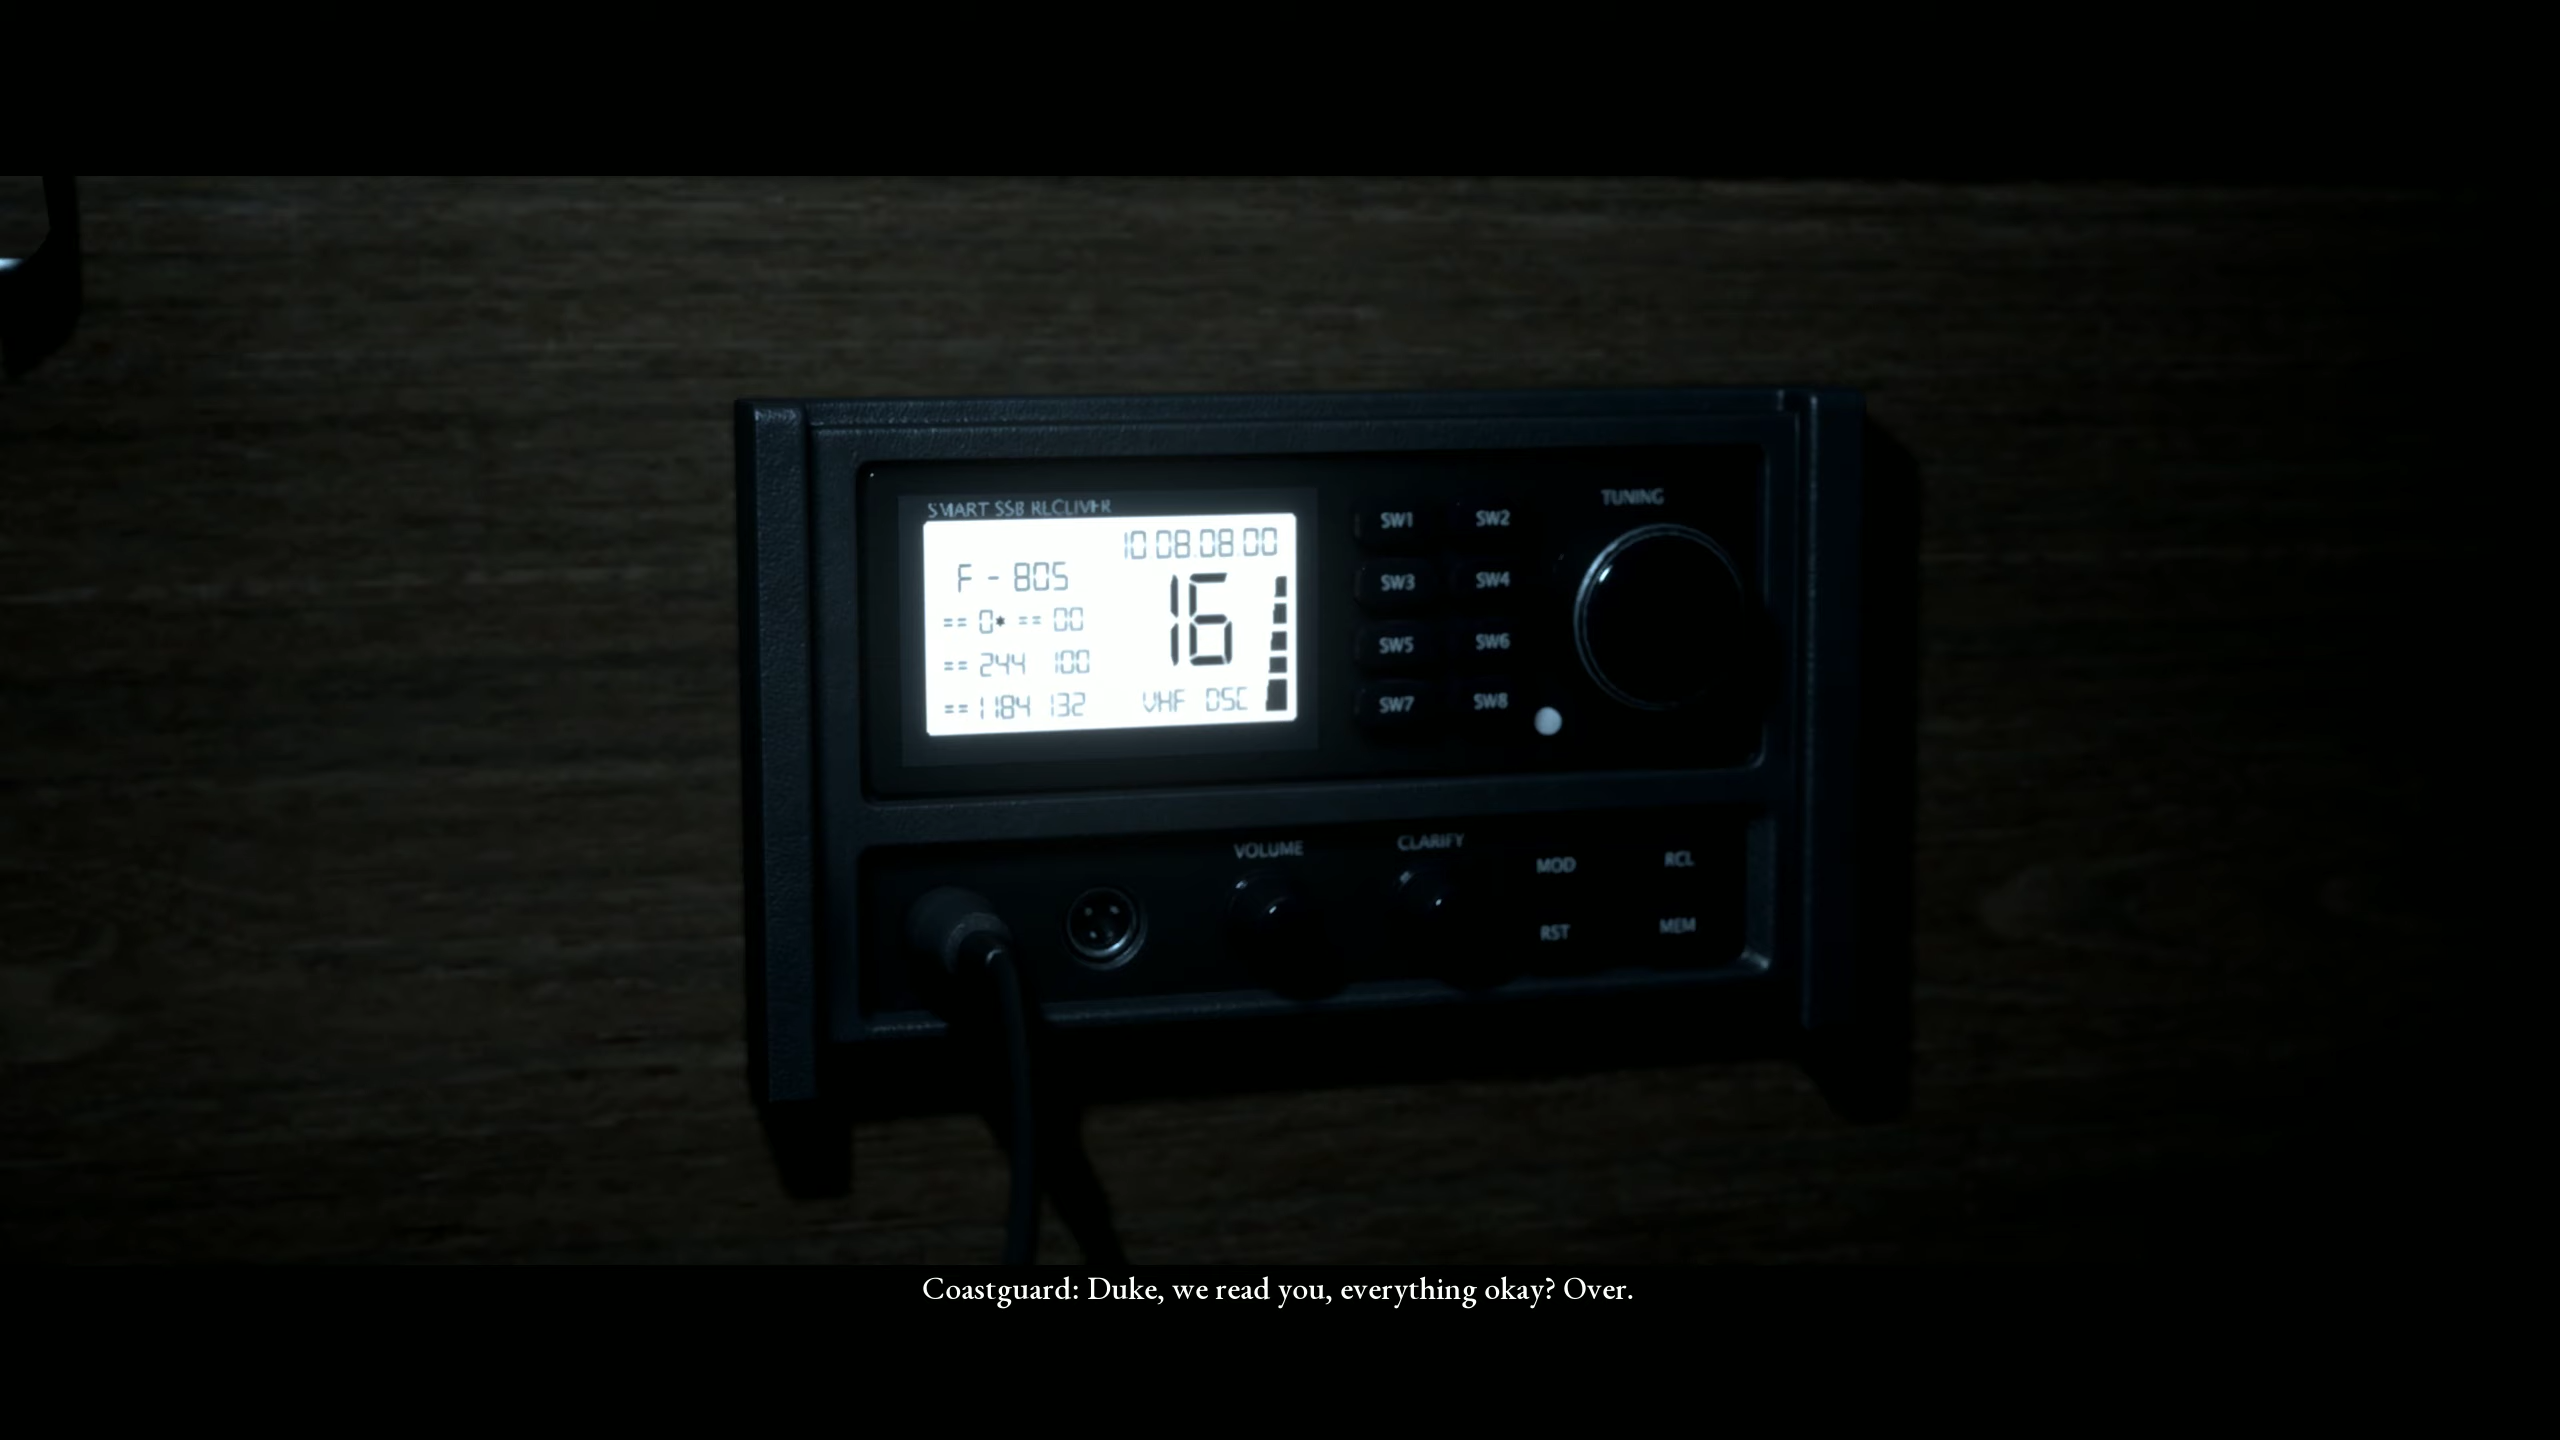 SMART SSB RECEIVER
10 08.08.00
F - 805
16
== 0* == 00
== 244 100
== 1184 132
VHF DSC
SW1 SW2
SW3 SW4
SW5 SW6
SW7 SW8
TUNING
VOLUME
CLARIFY
MOD
RCL
RST
MEM
Coastguard: Duke, we read you, everything okay? Over.